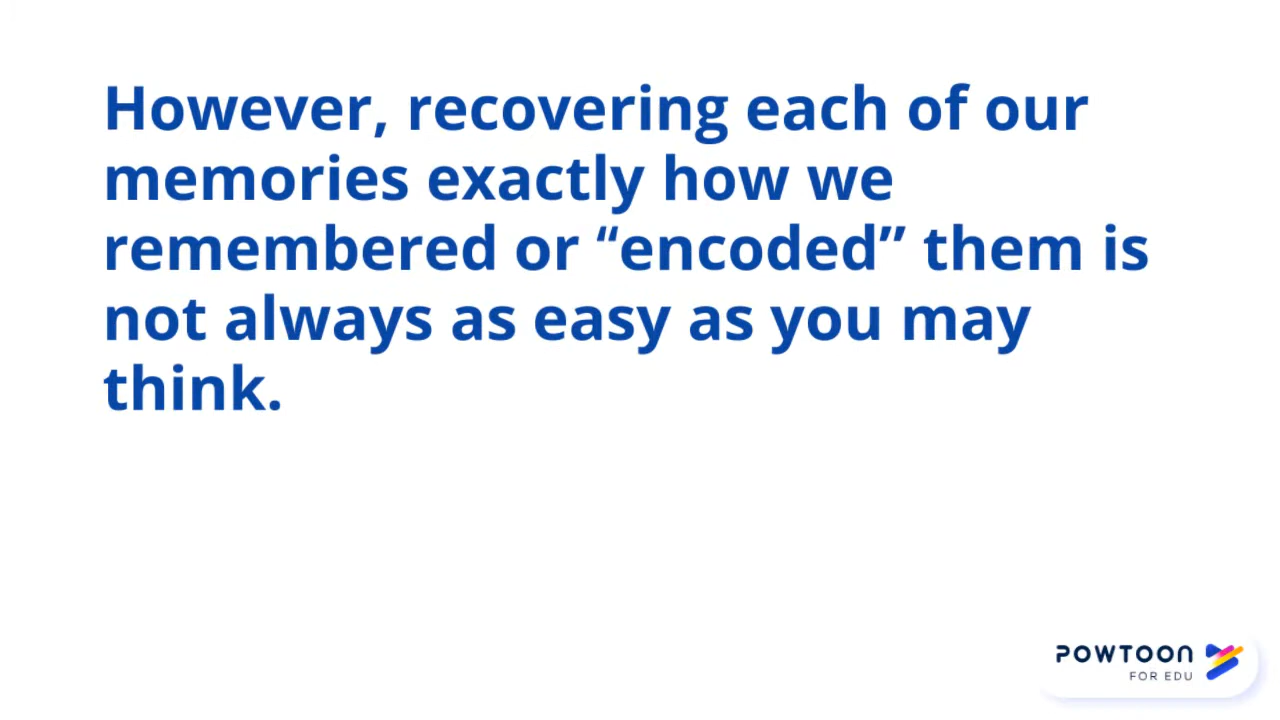 However, recovering each of our
memories exactly how we
remembered or “encoded” them is
not always as easy as you may
think.
POWTOON
FOR EDU